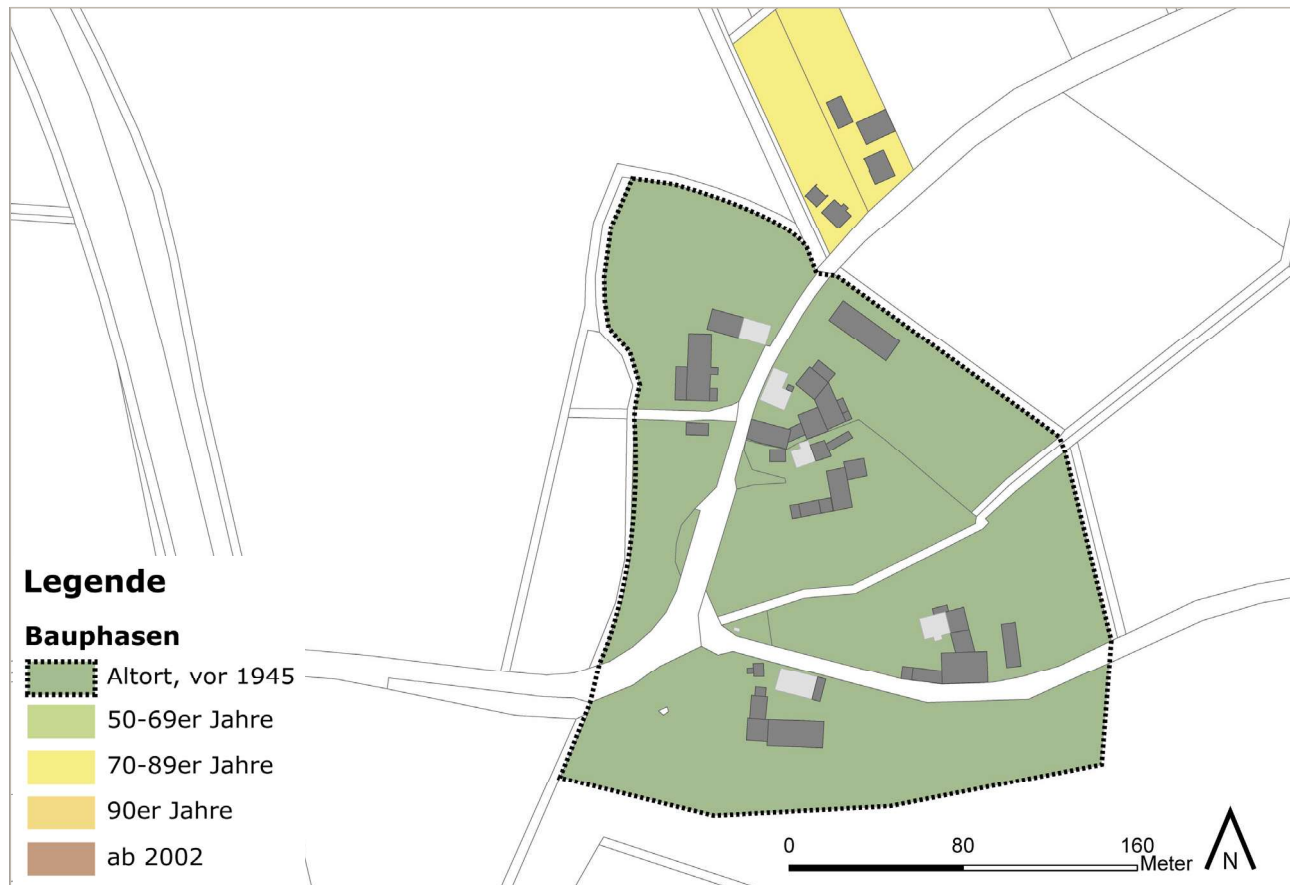 Legende
Bauphasen
Altort, vor 1945
50-69er Jahre
70-89er Jahre
90er Jahre
ab 2002
0 80 160
Meter
N